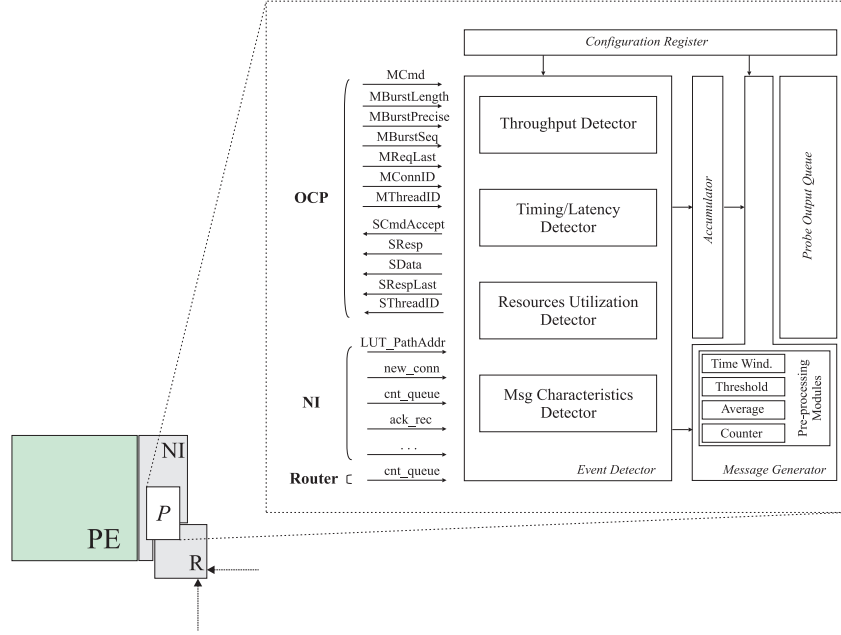 Configuration Register
OCP
MCmd
MBurstLength
MBurstPrecise
MBurstSeq
MReqLast
MConnID
MThreadID
SCmdAccept
SResp
SData
SRespLast
SThreadID
NI
LUT_PathAddr
new_conn
cnt_queue
ack_rec
. . .
Router
cnt_queue
Throughput Detector
Timing/Latency
Detector
Resources Utilization
Detector
Msg Characteristics
Detector
Event Detector
Accumulator
Probe Output Queue
Time Wind.
Threshold
Average
Counter
Pre-processing
Modules
Message Generator
NI
P
PE
R